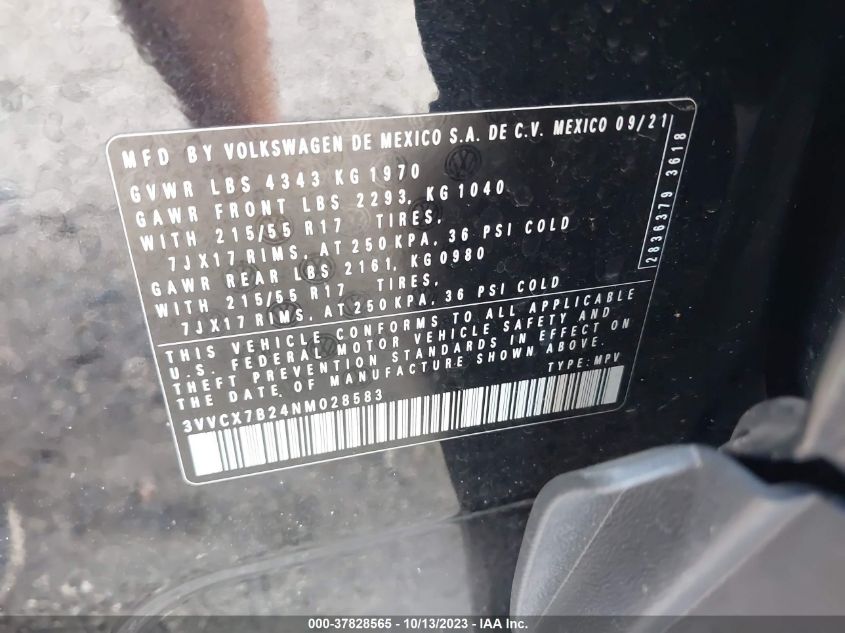 MFD BY VOLKSWAGEN DE MEXICO S.A. DE C.V. MEXICO 09/21
GVWR LBS 4343 KG 1970
GAWR FRONT LBS 2293, KG 1040
WITH 215/55 R17 TIRES,
7JX17 RIMS, AT 250 KPA, 36 PSI COLD
GAWR REAR LBS 2161, KG 0980
WITH 215/55 R17 TIRES,
7JX17 RIMS, AT 250 KPA, 36 PSI COLD
2836379 3618
THIS VEHICLE CONFORMS TO ALL APPLICABLE
U.S. FEDERAL MOTOR VEHICLE SAFETY AND
THEFT PREVENTION STANDARDS IN EFFECT ON
THE DATE OF MANUFACTURE SHOWN ABOVE.
TYPE: MPV
3VVCX7B24NM028583
000-37828565 - 10/13/2023 - IAA Inc.